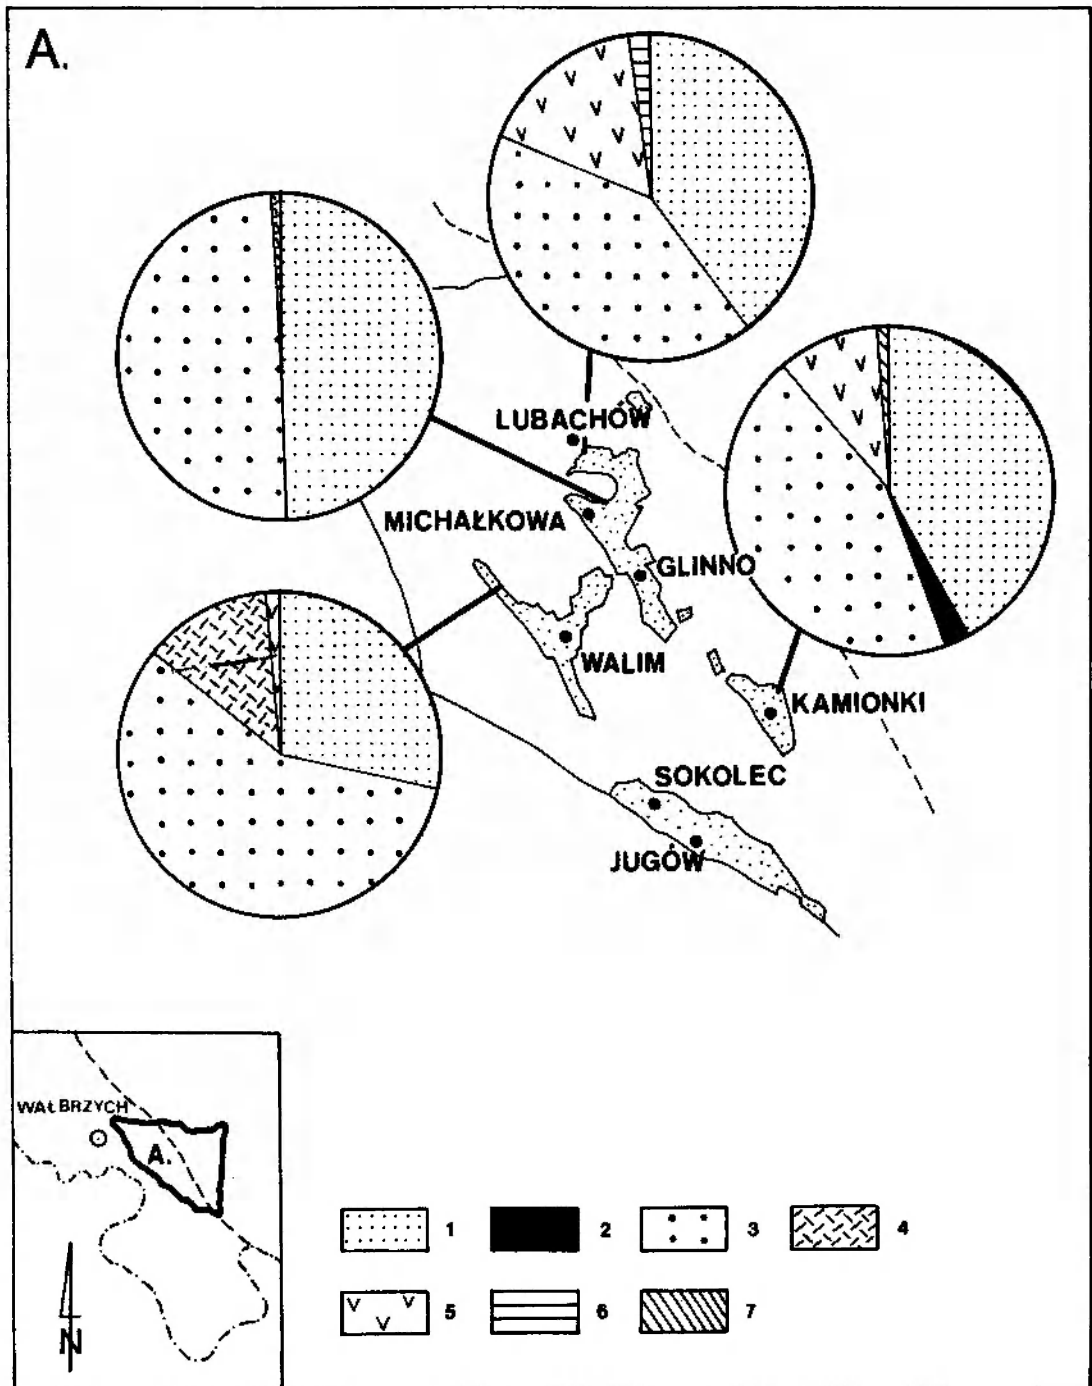 A.
LUBACHÓW
MICHAŁKOWA
GLINNO
WALIM
KAMIONKI
SOKOLEC
JUGÓW
WAŁBRZYCH
A.
N
1
2
3
4
5
6
7